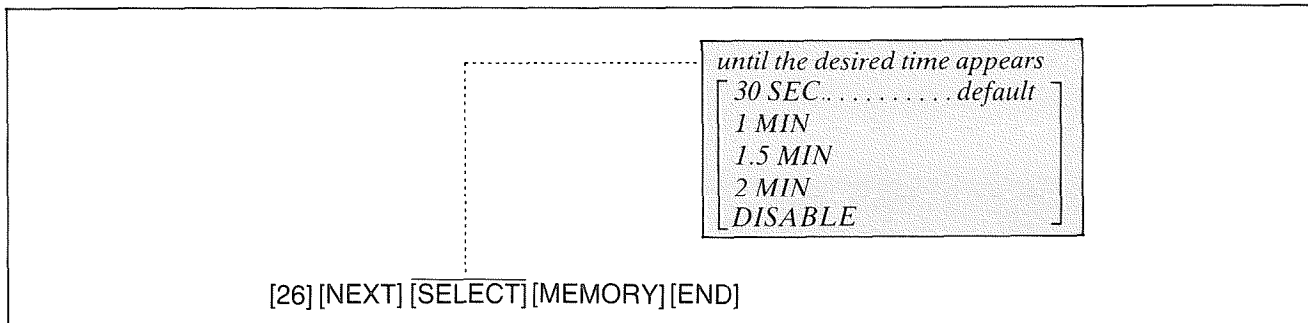 until the desired time appears
30 SEC........... default
1 MIN
1.5 MIN
2 MIN
DISABLE
[26] [NEXT] [SELECT] [MEMORY] [END]